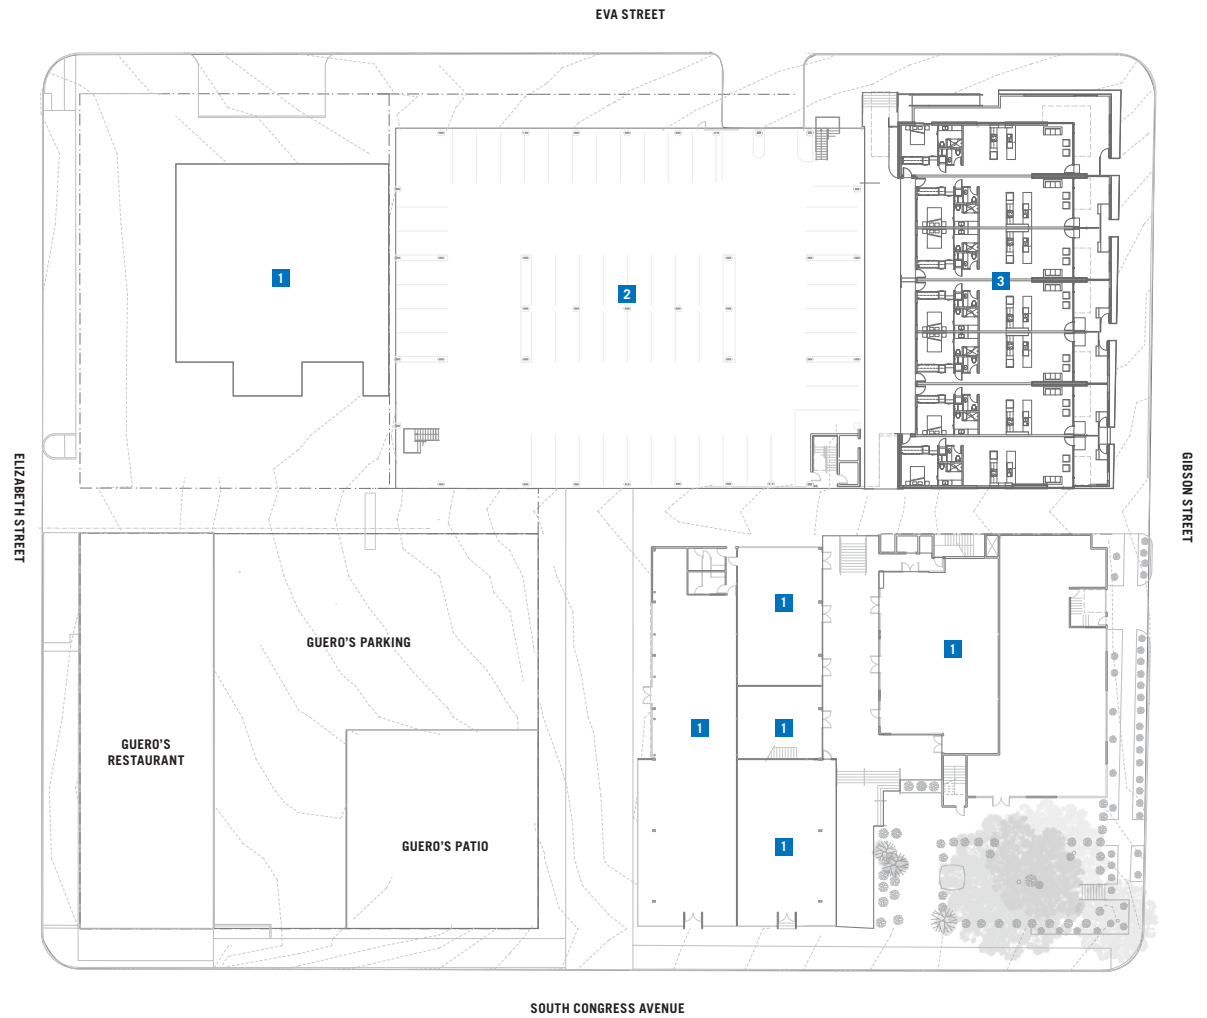 EVA STREET
1
2
3
ELIZABETH STREET
GIBSON STREET
1
GUERO'S PARKING
1
GUERO'S
RESTAURANT
1
1
GUERO'S PATIO
1
SOUTH CONGRESS AVENUE